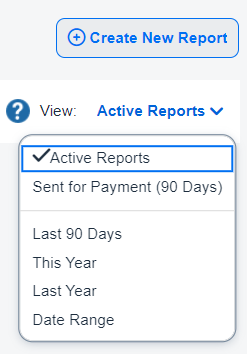 Create New Report
? View: Active Reports
Active Reports
Sent for Payment (90 Days)
Last 90 Days
This Year
Last Year
Date Range